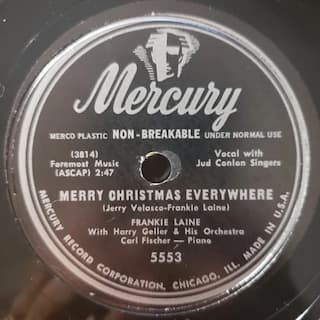 Mercury
MERCO PLASTIC NON-BREAKABLE UNDER NORMAL USE
(3814)
Foremost Music
(ASCAP) 2:47
Vocal with
Jud Conlon Singers
MERRY CHRISTMAS EVERYWHERE
(Jerry Velasco-Frankie Laine)
FRANKIE LAINE
With Harry Geller & His Orchestra
Carl Fischer — Piano
5553
MERCURY RECORD CORPORATION, CHICAGO, ILL. MADE IN U.S.A.